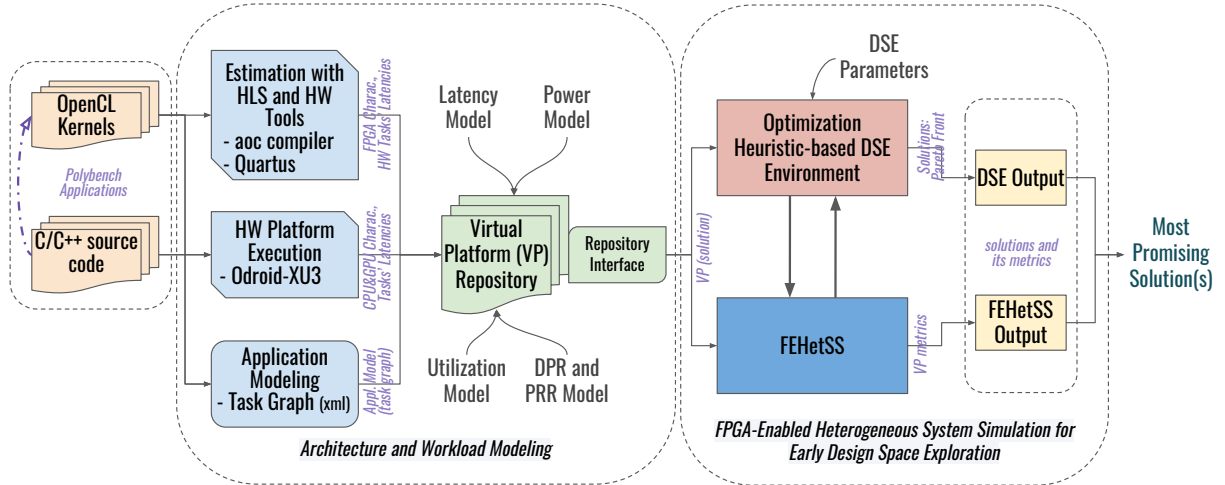 OpenCL
Kernels
Polybench
Applications
C/C++ source
code
Estimation with
HLS and HW
Tools
- aoc compiler
- Quartus
FPGA Charac.,
HW Tasks' Latencies
HW Platform
Execution
- Odroid-XU3
CPU&GPU Charac.,
Tasks' Latencies
Application
Modeling
- Task Graph (xml)
Appl. Model
(task graph)
Latency
Model
Power
Model
Virtual
Platform (VP)
Repository
Repository
Interface
Utilization
Model
DPR and
PRR Model
Architecture and Workload Modeling
VP (solution)
DSE
Parameters
Optimization
Heuristic-based DSE
Environment
Solutions:
Pareto Front
FEHetSS
VP metrics
DSE Output
solutions and
its metrics
FEHetSS
Output
FPGA-Enabled Heterogeneous System Simulation for
Early Design Space Exploration
Most
Promising
Solution(s)